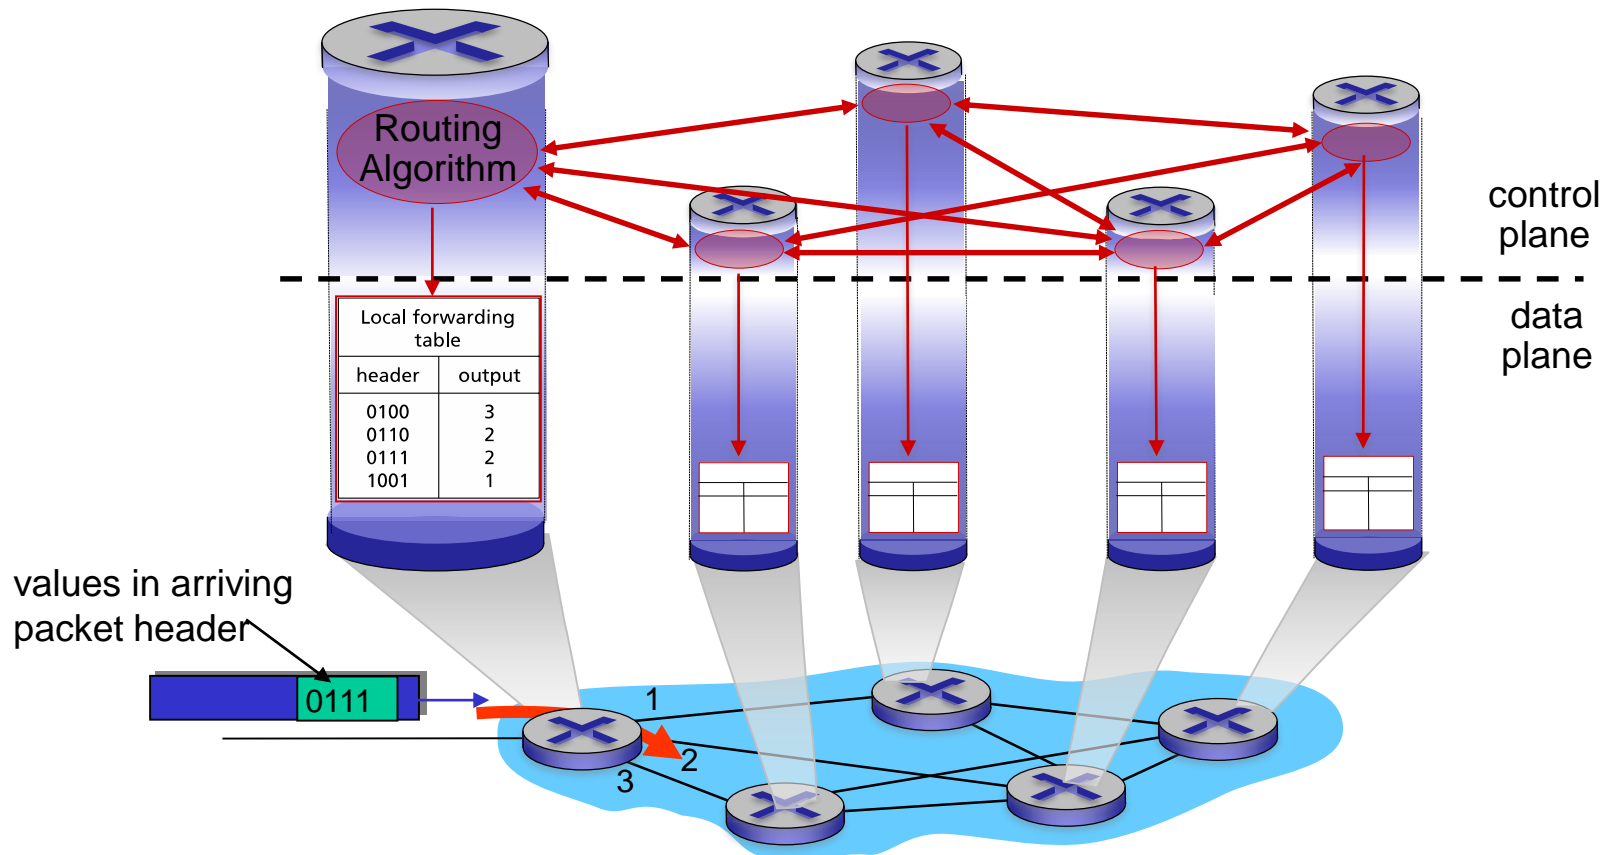 Routing
Algorithm
control
plane
data
plane
Local forwarding
table
header output
0100 3
0110 2
0111 2
1001 1
values in arriving
packet header
0111
1
2
3